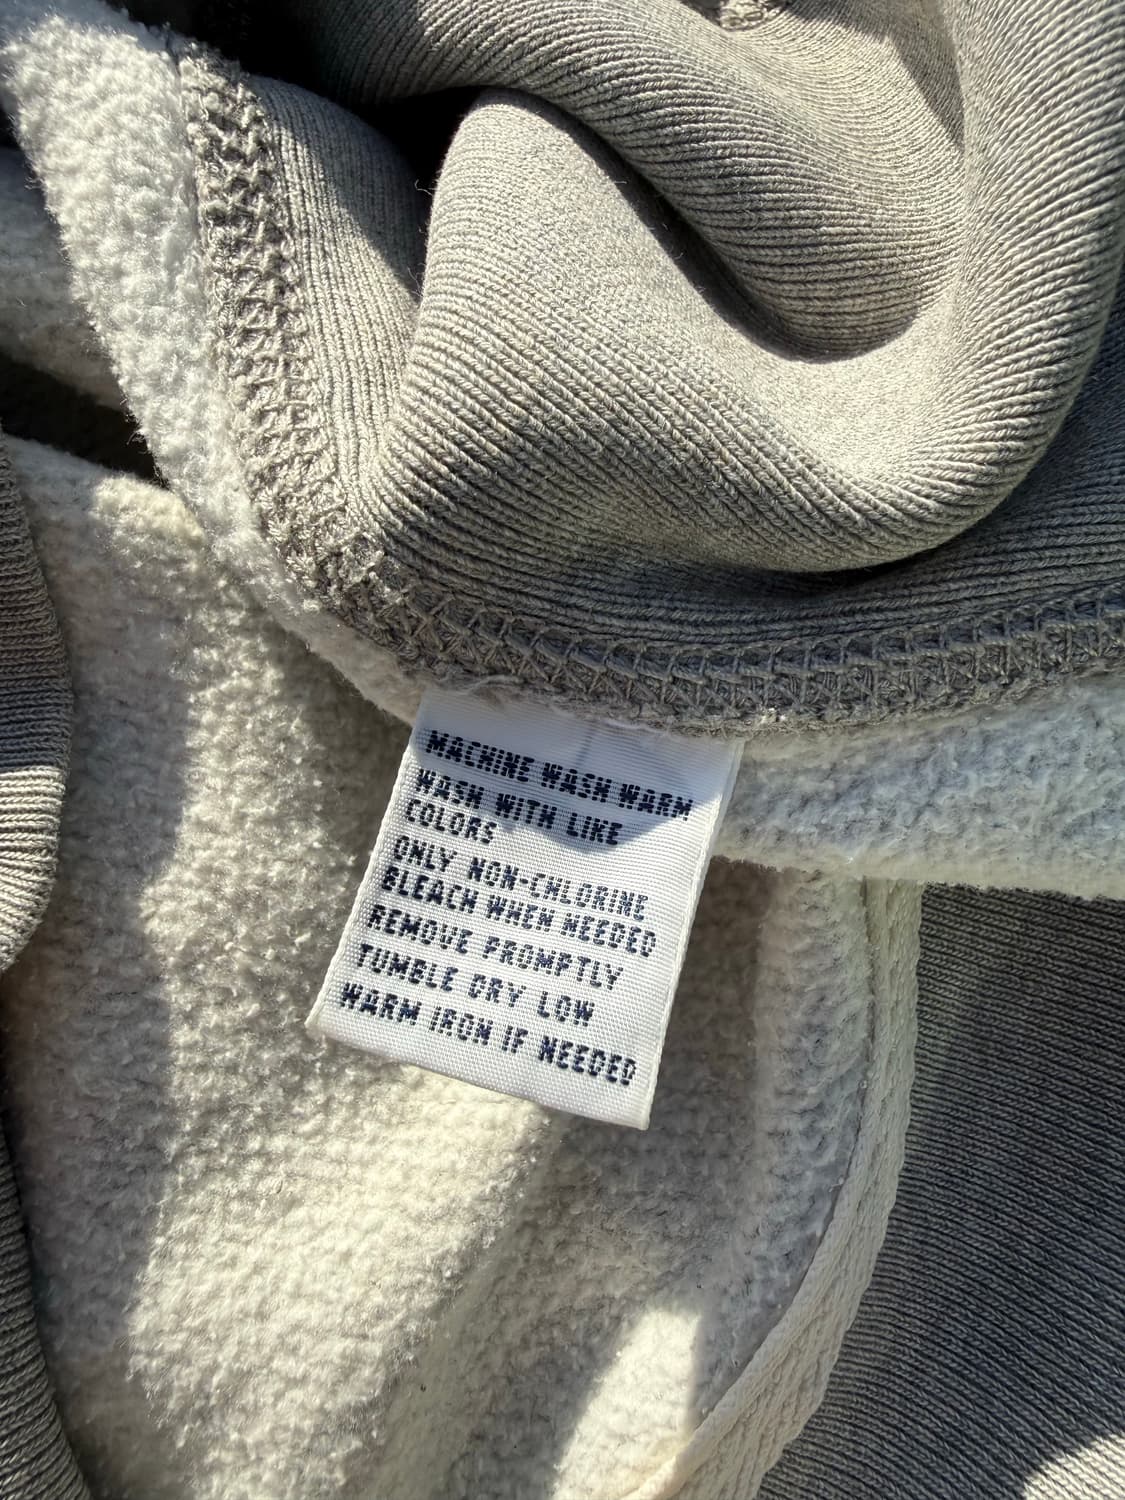 MACHINE WASH WARM
WASH WITH LIKE
COLORS
ONLY NON-CHLORINE
BLEACH WHEN NEEDED
REMOVE PROMPTLY
TUMBLE DRY LOW
WARM IRON IF NEEDED